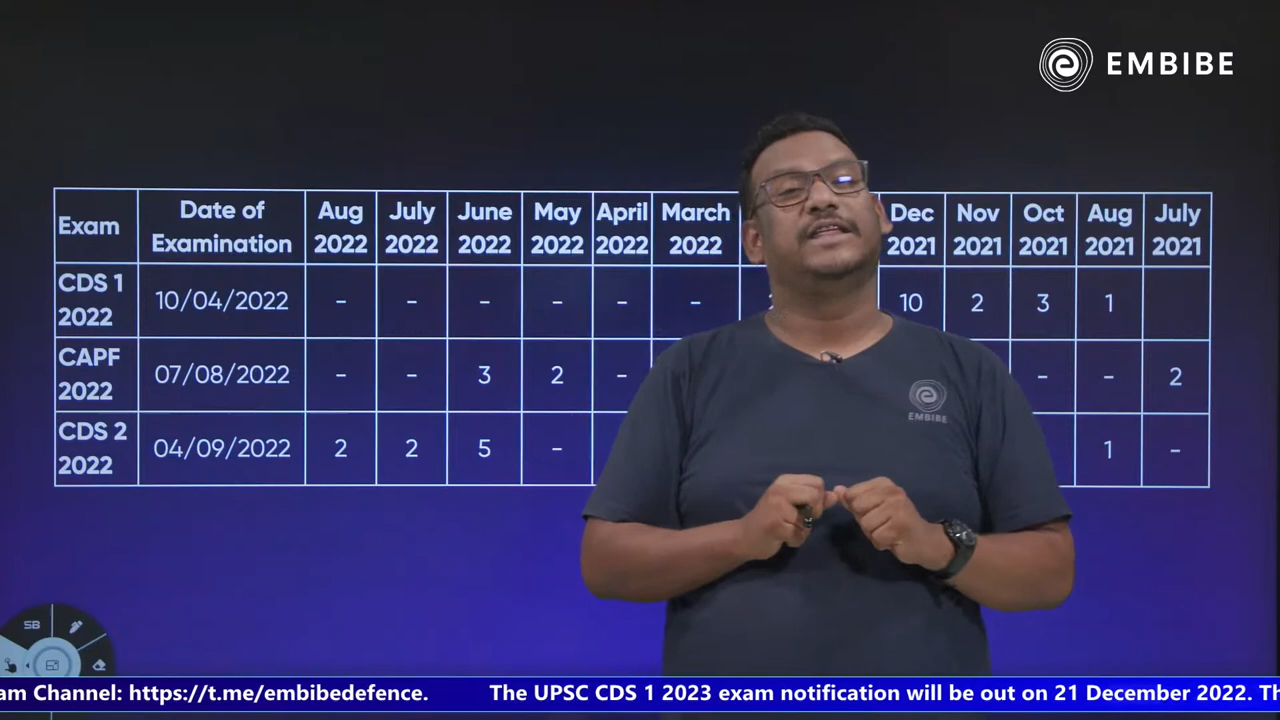 EMBIBE
Exam Date of Examination Aug 2022 July 2022 June 2022 May 2022 April 2022 March 2022 Dec 2021 Nov 2021 Oct 2021 Aug 2021 July 2021
CDS 1 2022 10/04/2022 - - - - - - 10 2 3 1
CAPF 2022 07/08/2022 - - 3 2 - - - 2
CDS 2 2022 04/09/2022 2 2 5 - 1 -
EMBIBE
SB
am Channel: https://t.me/embibedefence. The UPSC CDS 1 2023 exam notification will be out on 21 December 2022. Th